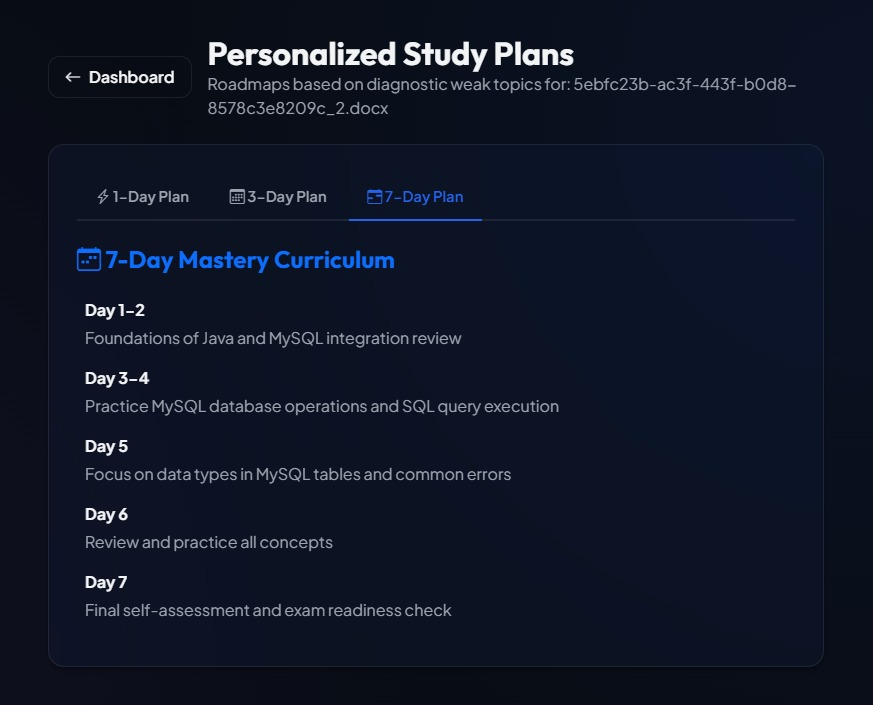 Dashboard
Personalized Study Plans
Roadmaps based on diagnostic weak topics for: 5ebfc23b-ac3f-443f-b0d8-
8578c3e8209c_2.docx
1-Day Plan
3-Day Plan
7-Day Plan
7-Day Mastery Curriculum
Day 1-2
Foundations of Java and MySQL integration review
Day 3-4
Practice MySQL database operations and SQL query execution
Day 5
Focus on data types in MySQL tables and common errors
Day 6
Review and practice all concepts
Day 7
Final self-assessment and exam readiness check